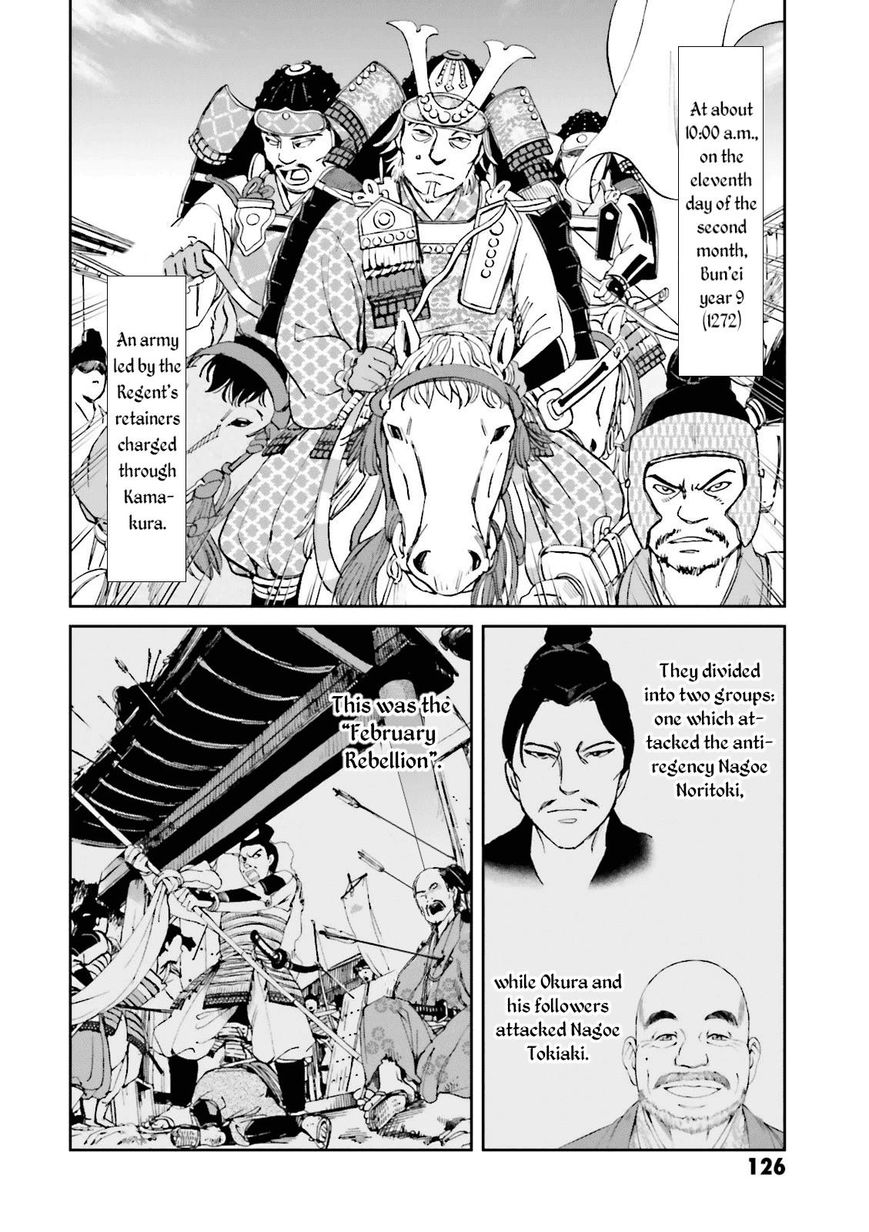 At about
10:00 a.m.,
on the
eleventh
day of the
second
month,
Bun'ei
year 9
(1272)
An army
led by the
Regent's
retainers
charged
through
Kama-
kura.
They divided
into two groups:
one which at-
tacked the anti-
regency Nagoe
Noritoki,
while Okura and
his followers
attacked Nagoe
Tokiaki.
This was the
“February
Rebellion”.
126